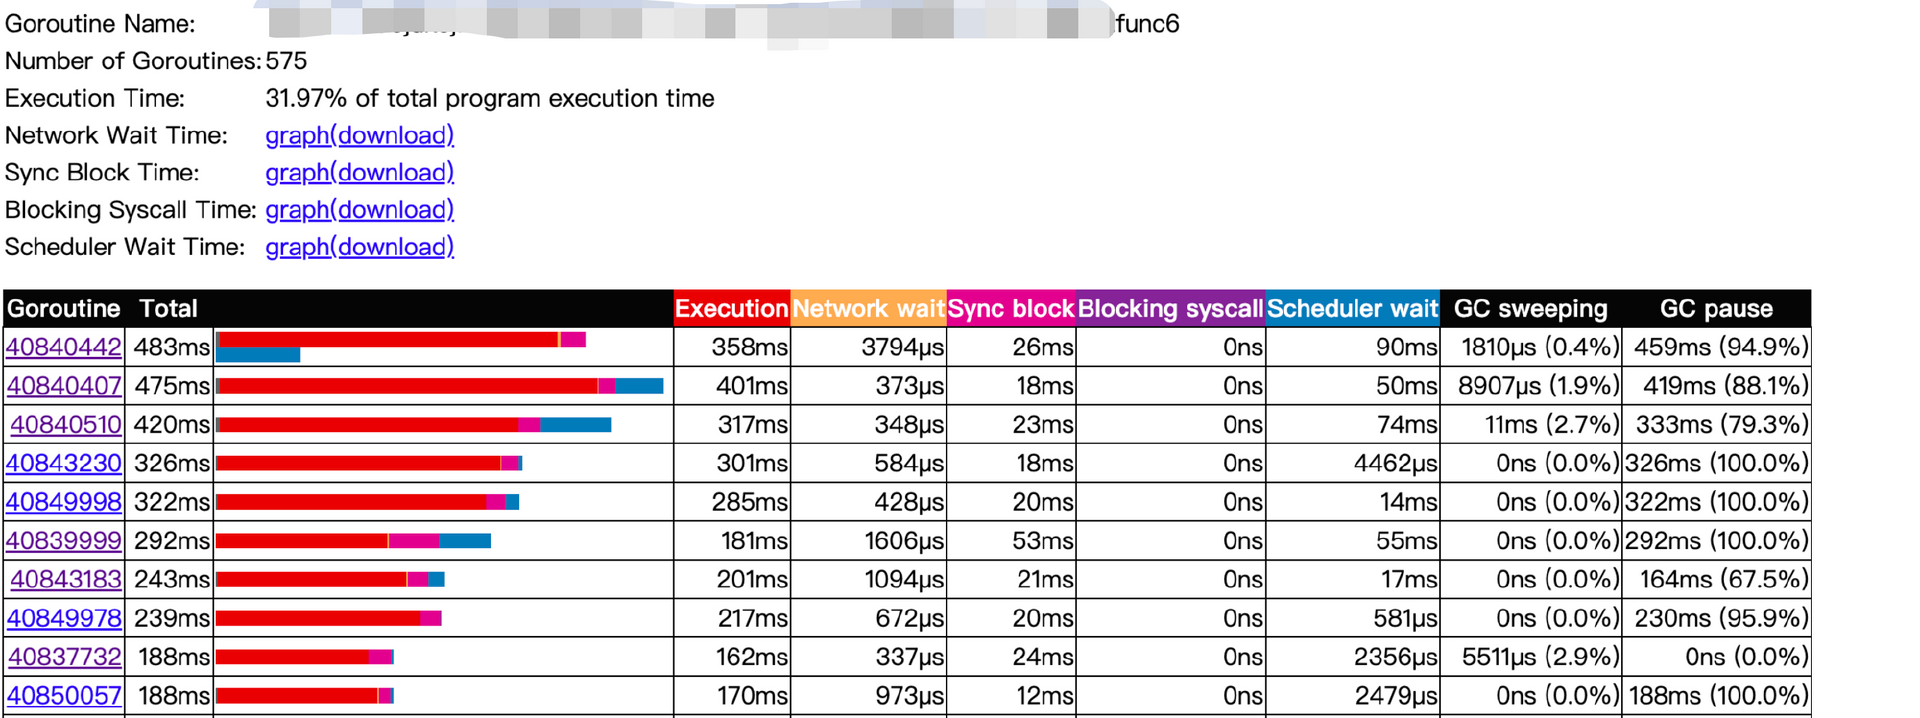 Goroutine Name: func6
Number of Goroutines: 575
Execution Time: 31.97% of total program execution time
Network Wait Time: graph(download)
Sync Block Time: graph(download)
Blocking Syscall Time: graph(download)
Scheduler Wait Time: graph(download)
Goroutine Total Execution Network wait Sync block Blocking syscall Scheduler wait GC sweeping GC pause
40840442 483ms 358ms 3794µs 26ms 0ns 90ms 1810µs (0.4%) 459ms (94.9%)
40840407 475ms 401ms 373µs 18ms 0ns 50ms 8907µs (1.9%) 419ms (88.1%)
40840510 420ms 317ms 348µs 23ms 0ns 74ms 11ms (2.7%) 333ms (79.3%)
40843230 326ms 301ms 584µs 18ms 0ns 4462µs 0ns (0.0%) 326ms (100.0%)
40849998 322ms 285ms 428µs 20ms 0ns 14ms 0ns (0.0%) 322ms (100.0%)
40839999 292ms 181ms 1606µs 53ms 0ns 55ms 0ns (0.0%) 292ms (100.0%)
40843183 243ms 201ms 1094µs 21ms 0ns 17ms 0ns (0.0%) 164ms (67.5%)
40849978 239ms 217ms 672µs 20ms 0ns 581µs 0ns (0.0%) 230ms (95.9%)
40837732 188ms 162ms 337µs 24ms 0ns 2356µs 5511µs (2.9%) 0ns (0.0%)
40850057 188ms 170ms 973µs 12ms 0ns 2479µs 0ns (0.0%) 188ms (100.0%)